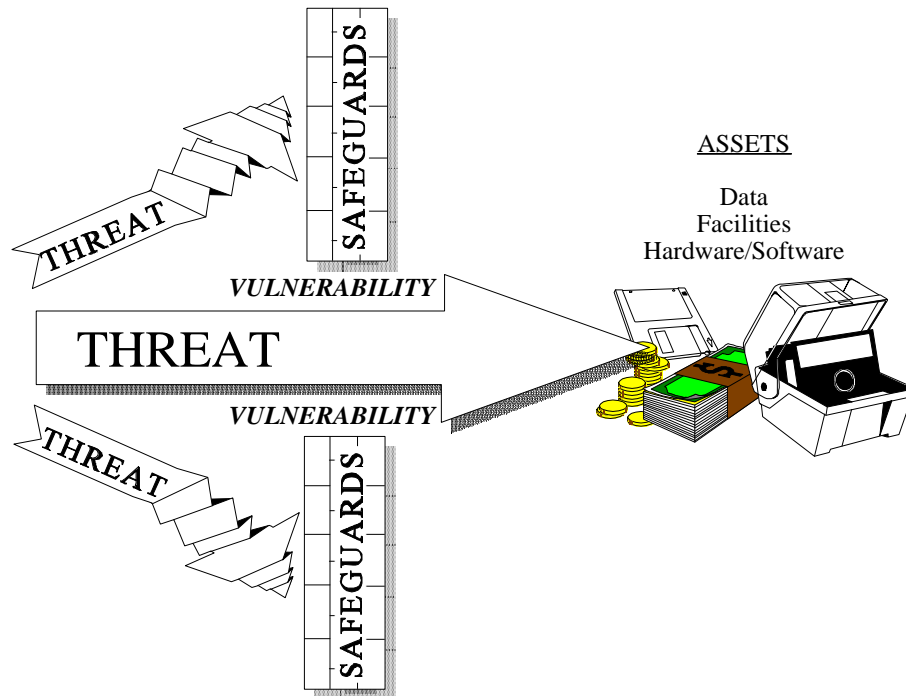 SAFEGUARDS
ASSETS
Data
Facilities
Hardware/Software
THREAT
VULNERABILITY
THREAT
$
VULNERABILITY
THREAT
SAFEGUARDS